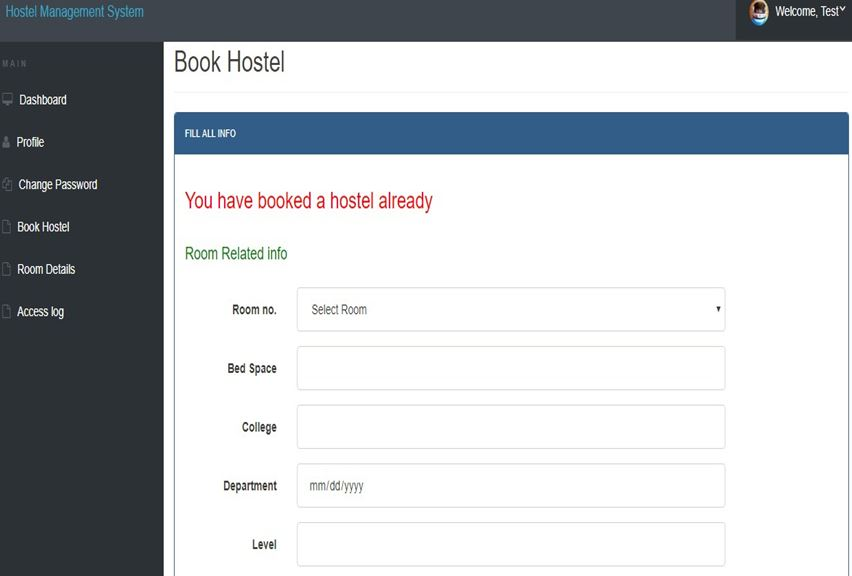 Hostel Management System
Welcome, Test
MAIN
Dashboard
Profile
Change Password
Book Hostel
Room Details
Access log
Book Hostel
FILL ALL INFO
You have booked a hostel already
Room Related info
Room no.
Select Room
Bed Space
College
Department
mm/dd/yyyy
Level